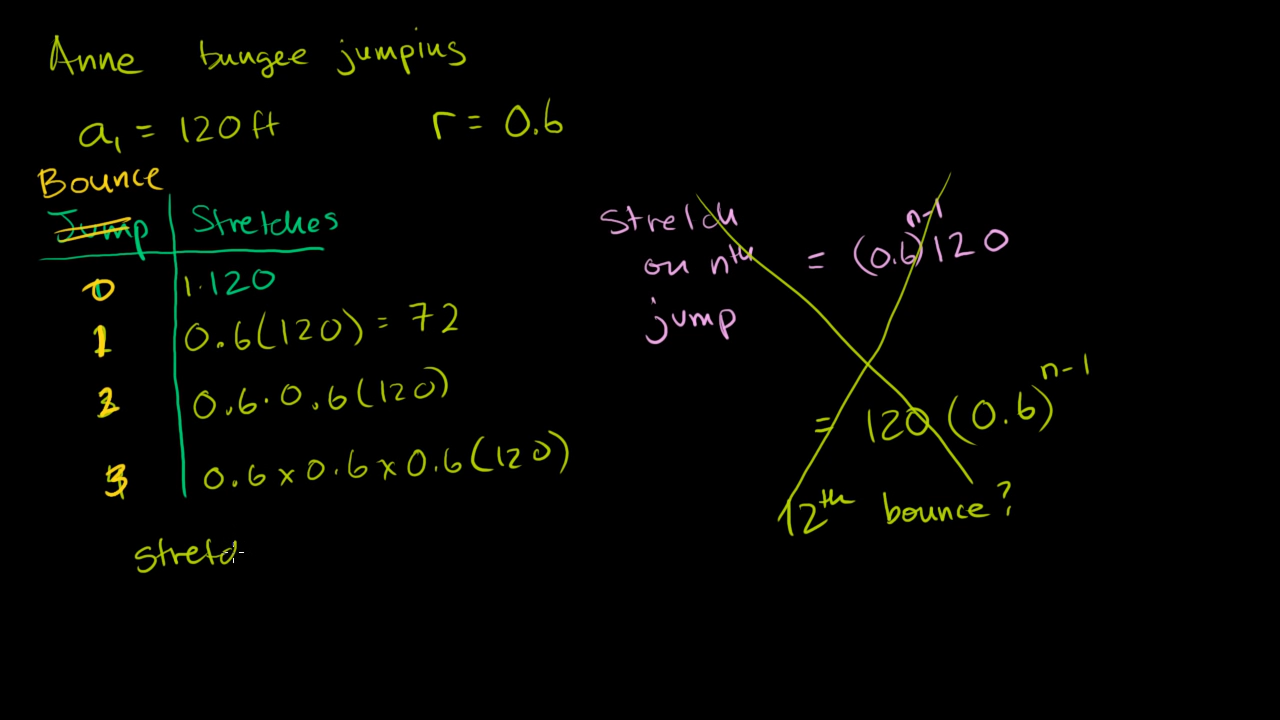 Anne bungee jumping
a₁ = 120 ft r = 0.6
Bounce
Jump Stretches
0 1·120
1 0.6(120) = 72
2 0.6·0.6(120)
3 0.6 x 0.6 x 0.6 (120)
stretc
Stretch
on nᵗʰ = (0.6)ⁿ⁻¹ 120
jump
= 120 (0.6)ⁿ⁻¹
12ᵗʰ bounce?